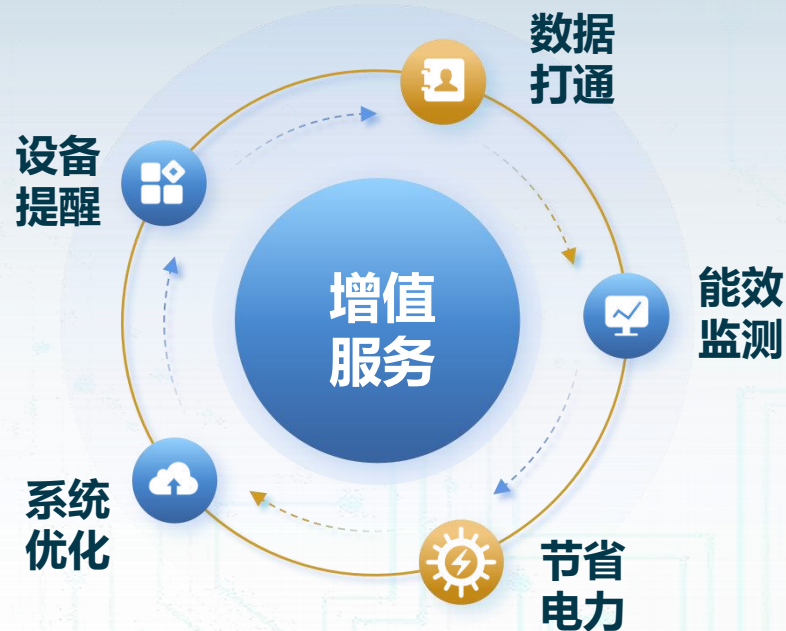 数据
打通
设备
提醒
增值
服务
能效
监测
系统
优化
节省
电力